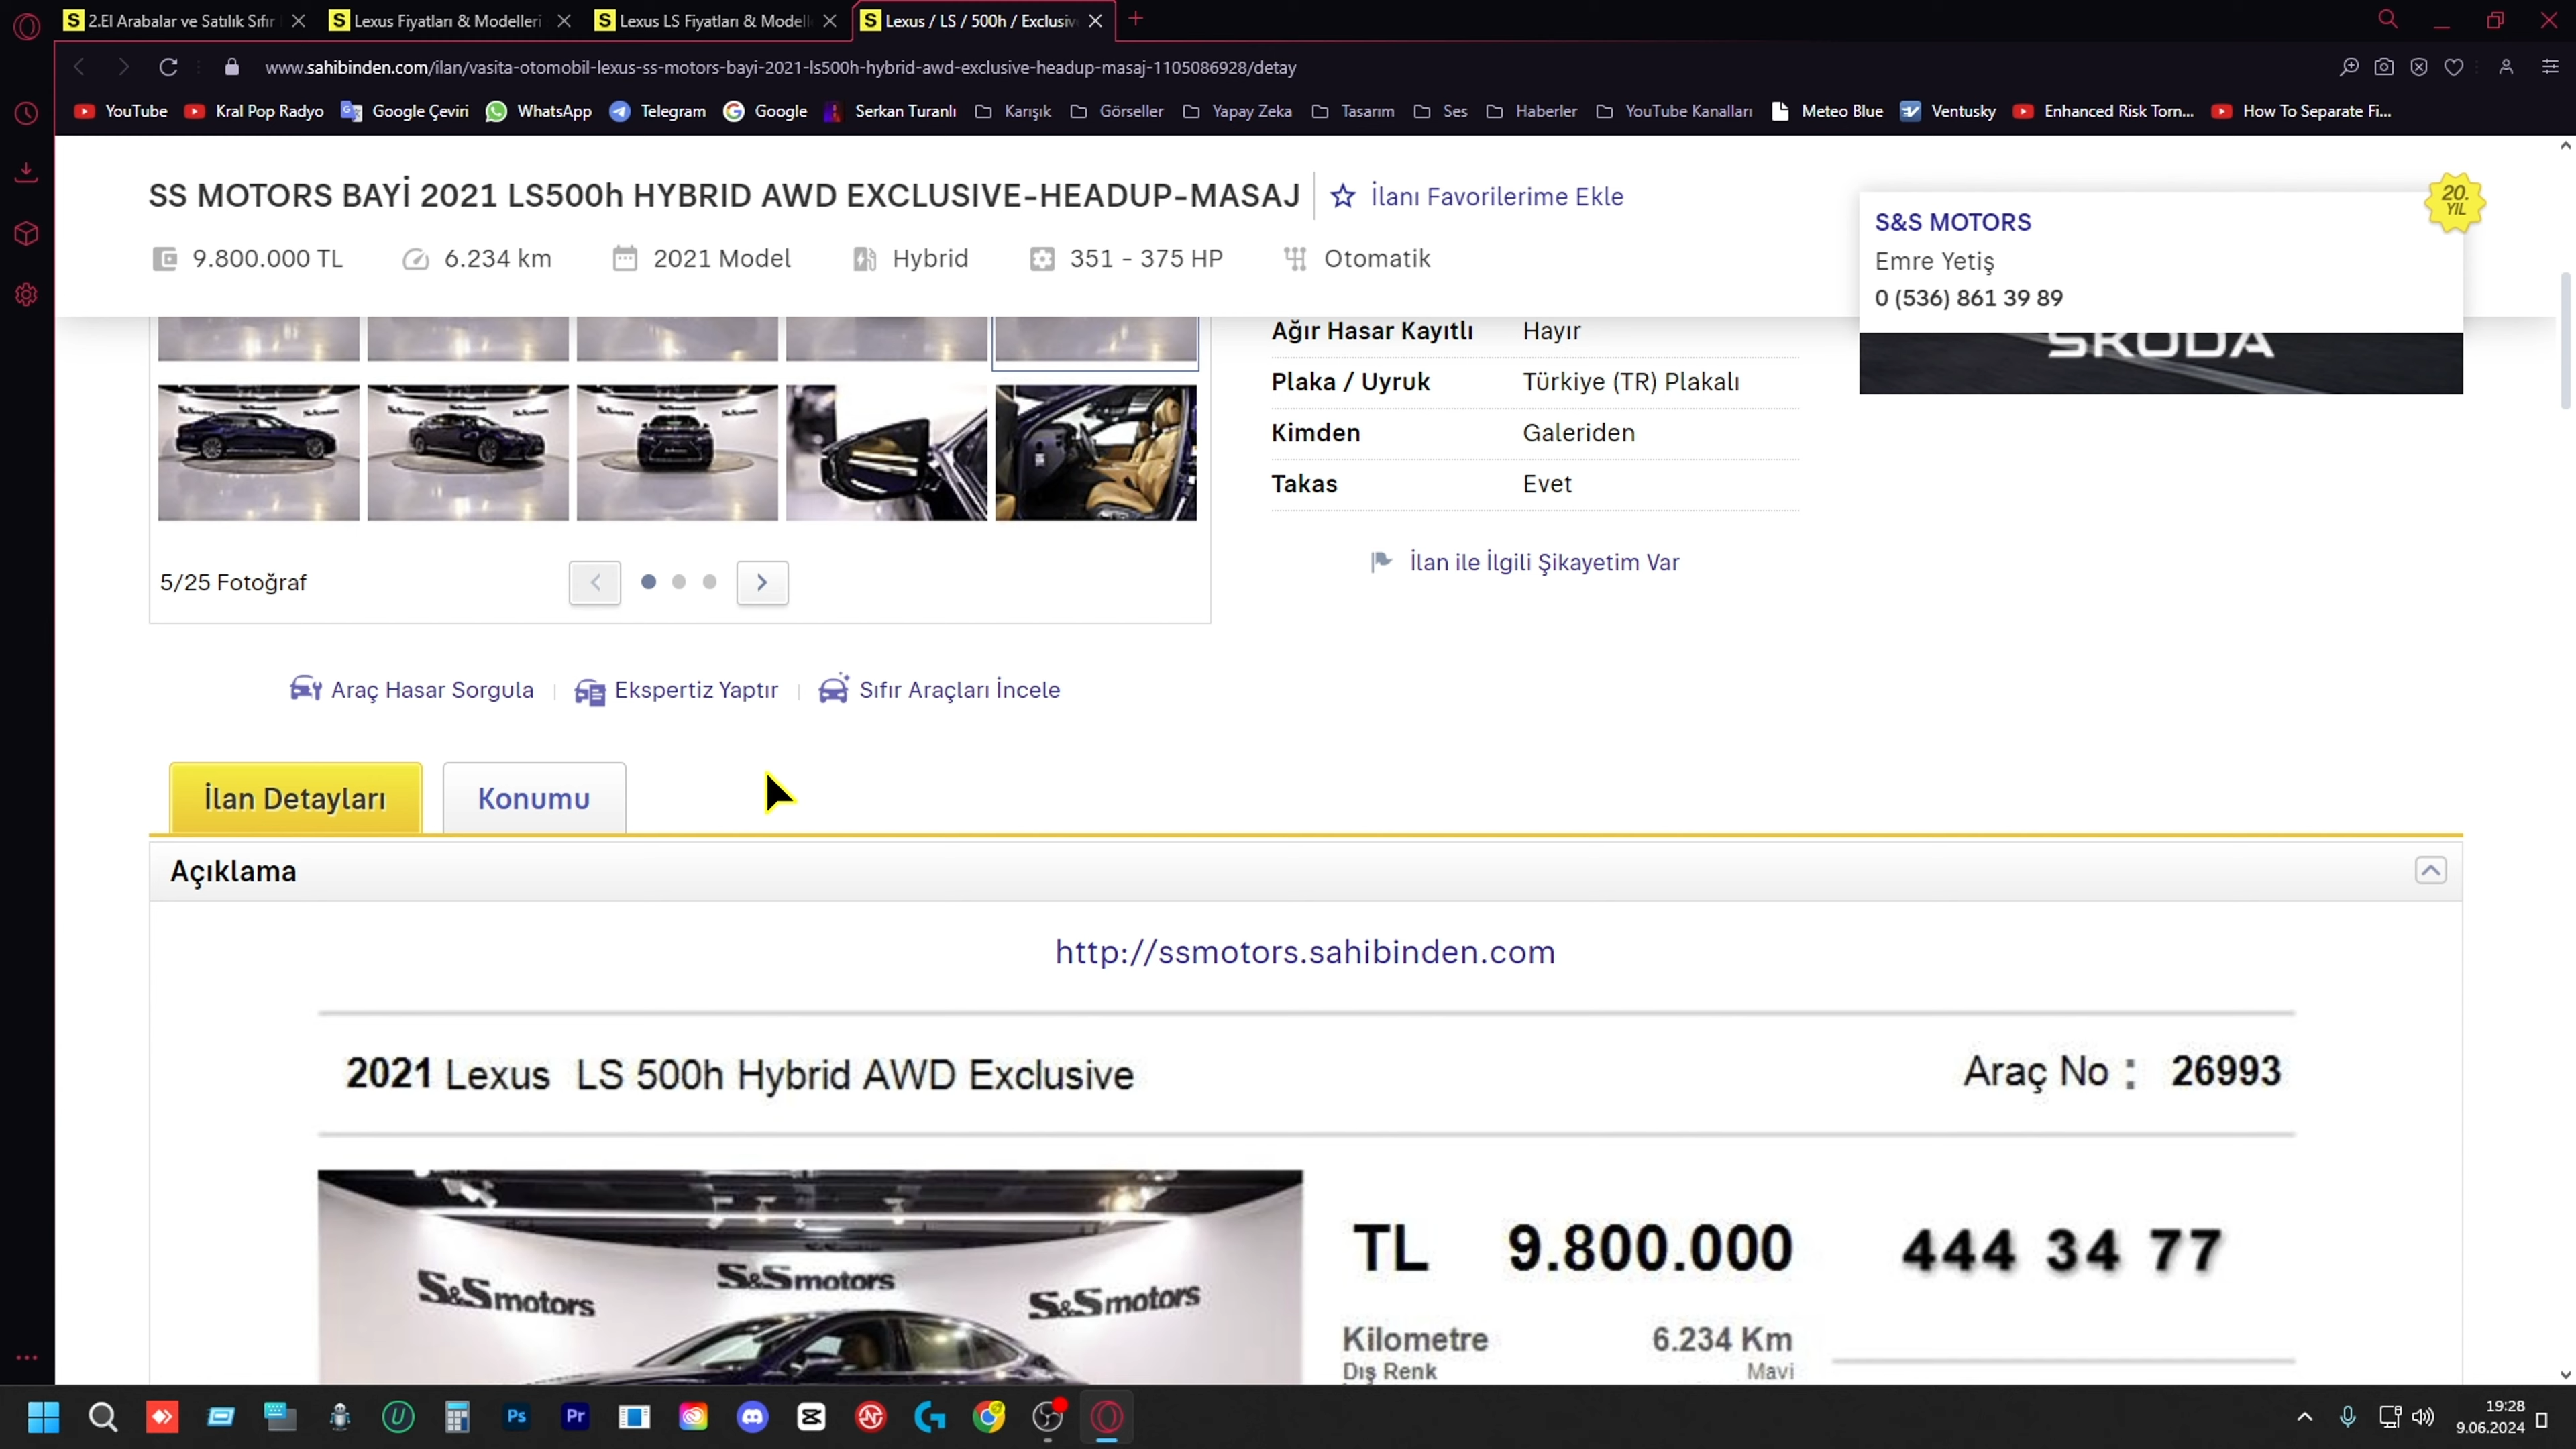 2.El Arabalar ve Satılık Sıfır
Lexus Fiyatları & Modelleri
Lexus LS Fiyatları & Modell
Lexus / LS / 500h / Exclusiv
www.sahibinden.com/ilan/vasita-otomobil-lexus-ss-motors-bayi-2021-ls500h-hybrid-awd-exclusive-headup-masaj-1105086928/detay
YouTube
Kral Pop Radyo
Google Çeviri
WhatsApp
Telegram
Google
Serkan Turanlı
Karışık
Görseller
Yapay Zeka
Tasarım
Ses
Haberler
YouTube Kanalları
Meteo Blue
Ventusky
Enhanced Risk Torn...
How To Separate Fi...
SS MOTORS BAYİ 2021 LS500h HYBRID AWD EXCLUSIVE-HEADUP-MASAJ
İlanı Favorilerime Ekle
9.800.000 TL
6.234 km
2021 Model
Hybrid
351 - 375 HP
Otomatik
S&S MOTORS
Emre Yetiş
0 (536) 861 39 89
20.
YIL
SKODA
Ağır Hasar Kayıtlı Hayır
Plaka / Uyruk Türkiye (TR) Plakalı
Kimden Galeriden
Takas Evet
İlan ile İlgili Şikayetim Var
5/25 Fotoğraf
Araç Hasar Sorgula
Ekspertiz Yaptır
Sıfır Araçları İncele
İlan Detayları
Konumu
Açıklama
http://ssmotors.sahibinden.com
2021 Lexus LS 500h Hybrid AWD Exclusive
Araç No : 26993
S&S motors
S&S motors
S&S motors
TL 9.800.000
444 34 77
Kilometre 6.234 Km
Dış Renk Mavi
Ps
Pr
19:28
9.06.2024